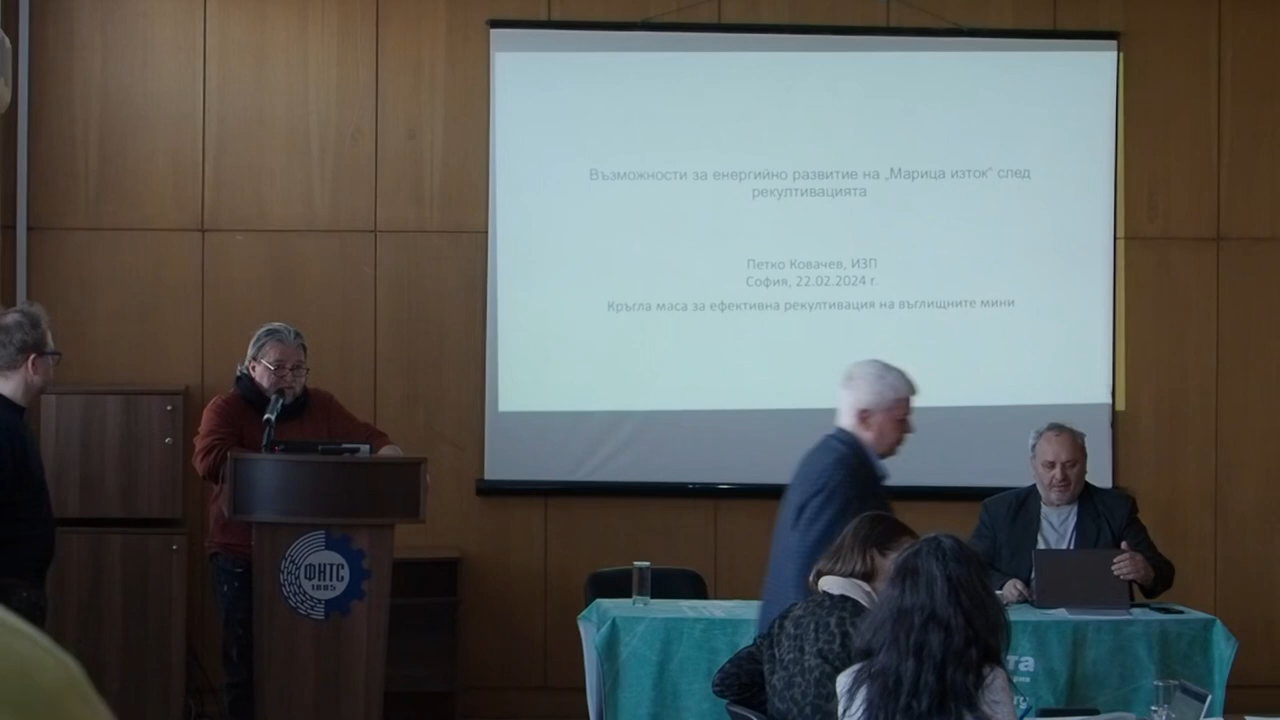 Възможности за енергийно развитие на „Марица изток“ след
рекултивацията
Петко Ковачев, ИЗП
София, 22.02.2024 г.
Кръгла маса за ефективна рекултивация на въглищните мини
ФНТС
1885